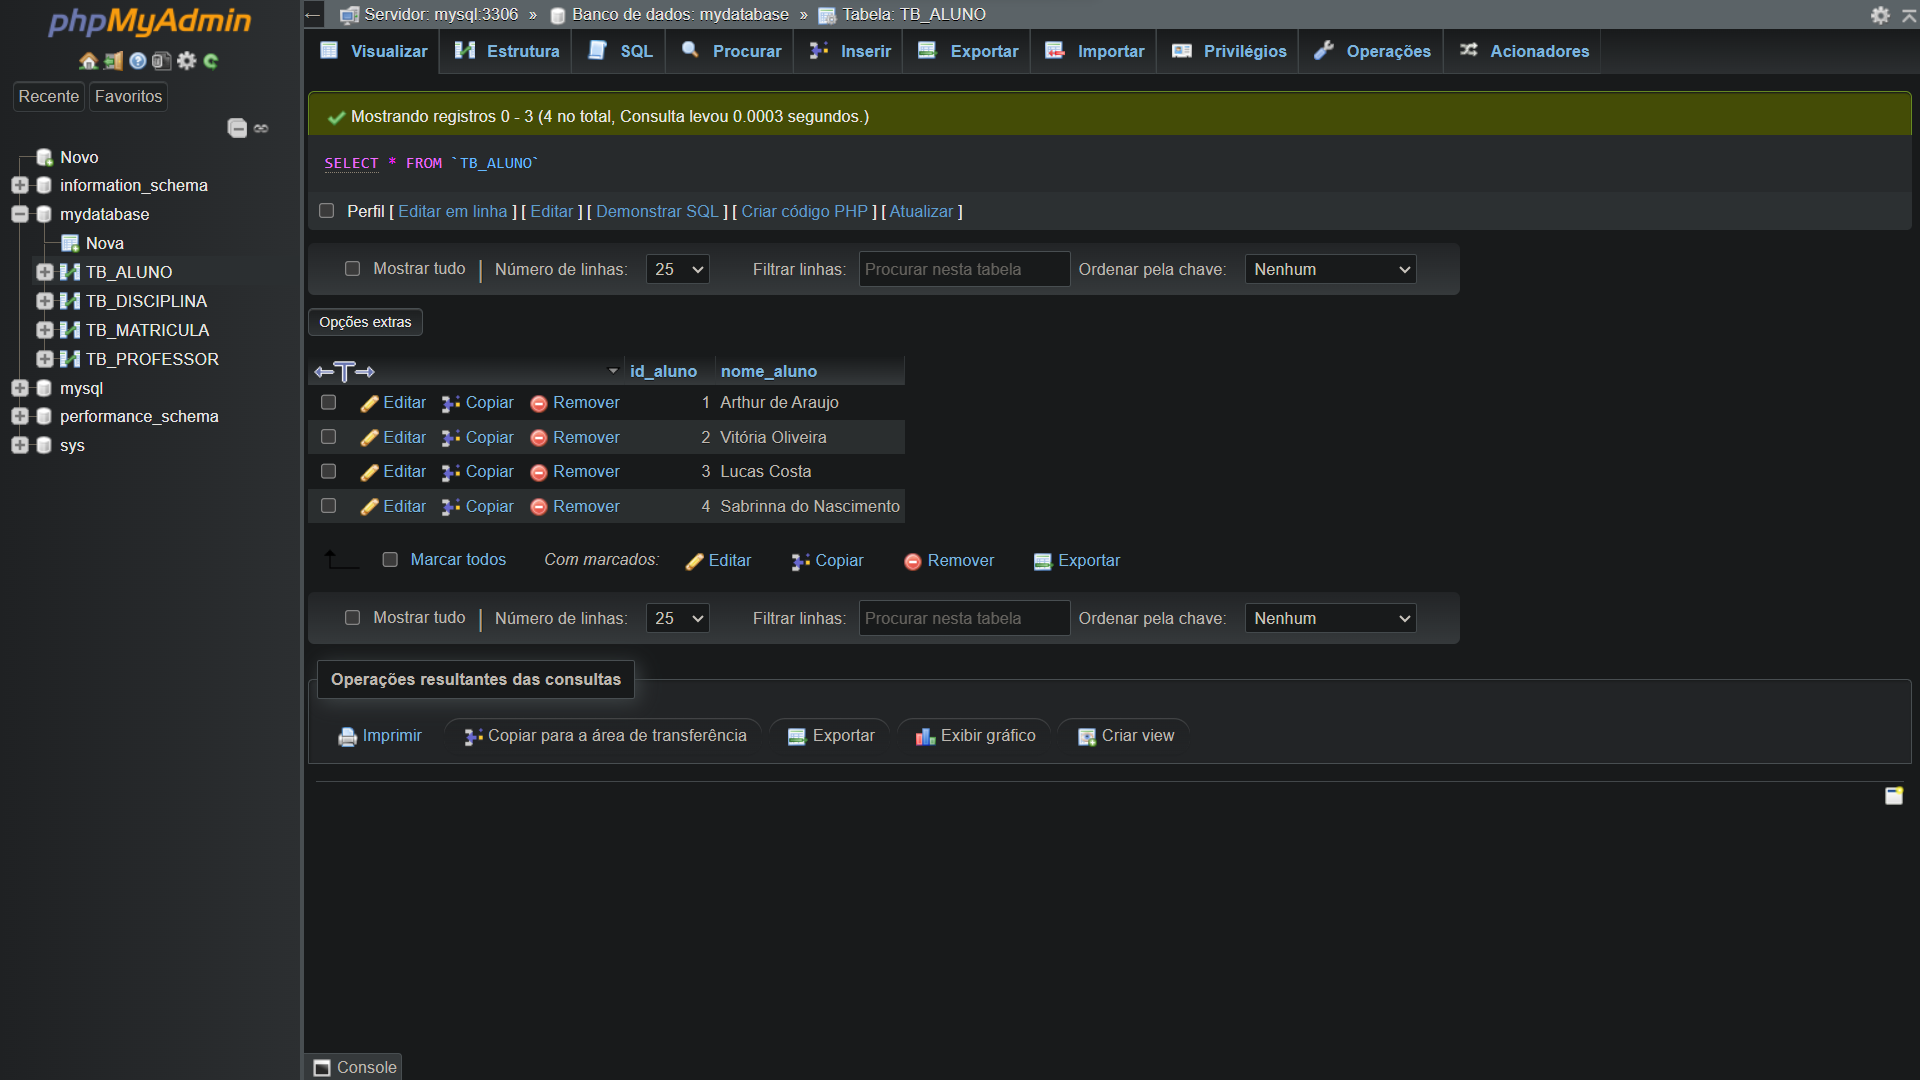 phpMyAdmin
Recente Favoritos
Novo
information_schema
mydatabase
Nova
TB_ALUNO
TB_DISCIPLINA
TB_MATRICULA
TB_PROFESSOR
mysql
performance_schema
sys
Servidor: mysql:3306 » Banco de dados: mydatabase » Tabela: TB_ALUNO
Visualizar Estrutura SQL Procurar Inserir Exportar Importar Privilégios Operações Acionadores
Mostrando registros 0 - 3 (4 no total, Consulta levou 0.0003 segundos.)
SELECT * FROM `TB_ALUNO`
Perfil [ Editar em linha ] [ Editar ] [ Demonstrar SQL ] [ Criar código PHP ] [ Atualizar ]
Mostrar tudo | Número de linhas: 25 Filtrar linhas: Procurar nesta tabela Ordenar pela chave: Nenhum
Opções extras
←T→ id_aluno nome_aluno
Editar Copiar Remover 1 Arthur de Araujo
Editar Copiar Remover 2 Vitória Oliveira
Editar Copiar Remover 3 Lucas Costa
Editar Copiar Remover 4 Sabrinna do Nascimento
Marcar todos Com marcados: Editar Copiar Remover Exportar
Mostrar tudo | Número de linhas: 25 Filtrar linhas: Procurar nesta tabela Ordenar pela chave: Nenhum
Operações resultantes das consultas
Imprimir Copiar para a área de transferência Exportar Exibir gráfico Criar view
Console